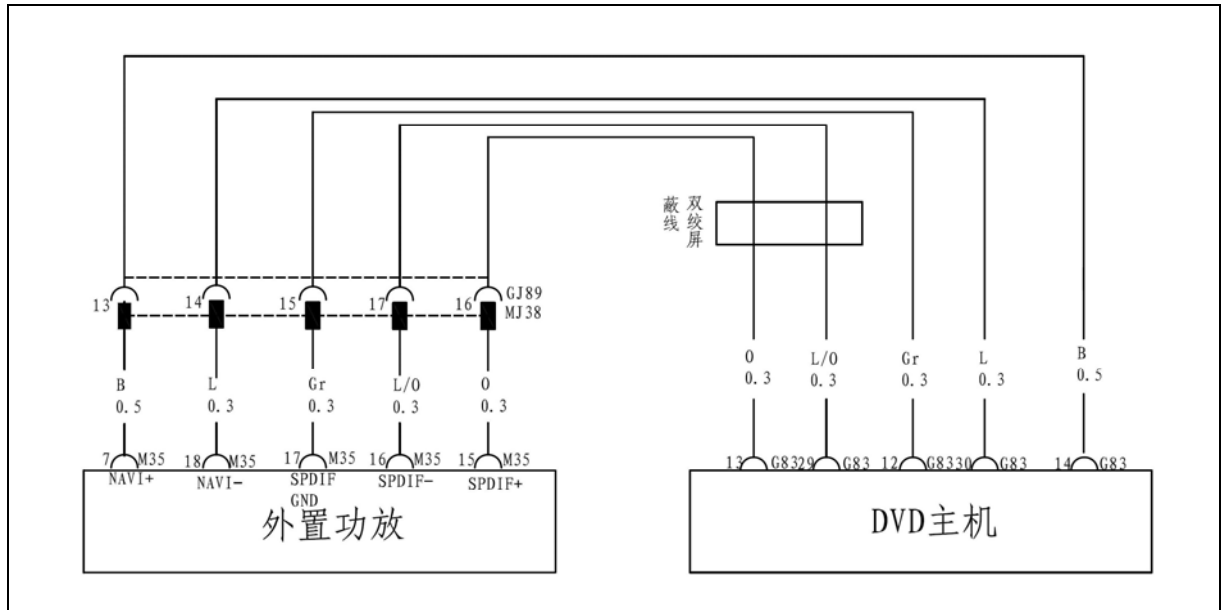 双绞屏
蔽线
13
14
15
17
16
GJ89
MJ38
B
0.5
L
0.3
Gr
0.3
L/O
0.3
O
0.3
O
0.3
L/O
0.3
Gr
0.3
L
0.3
B
0.5
7 M35
18 M35
17 M35
16 M35
15 M35
NAVI+
NAVI-
SPDIF
GND
SPDIF-
SPDIF+
外置功放
13 G83
29 G83
12 G83
30 G83
14 G83
DVD主机